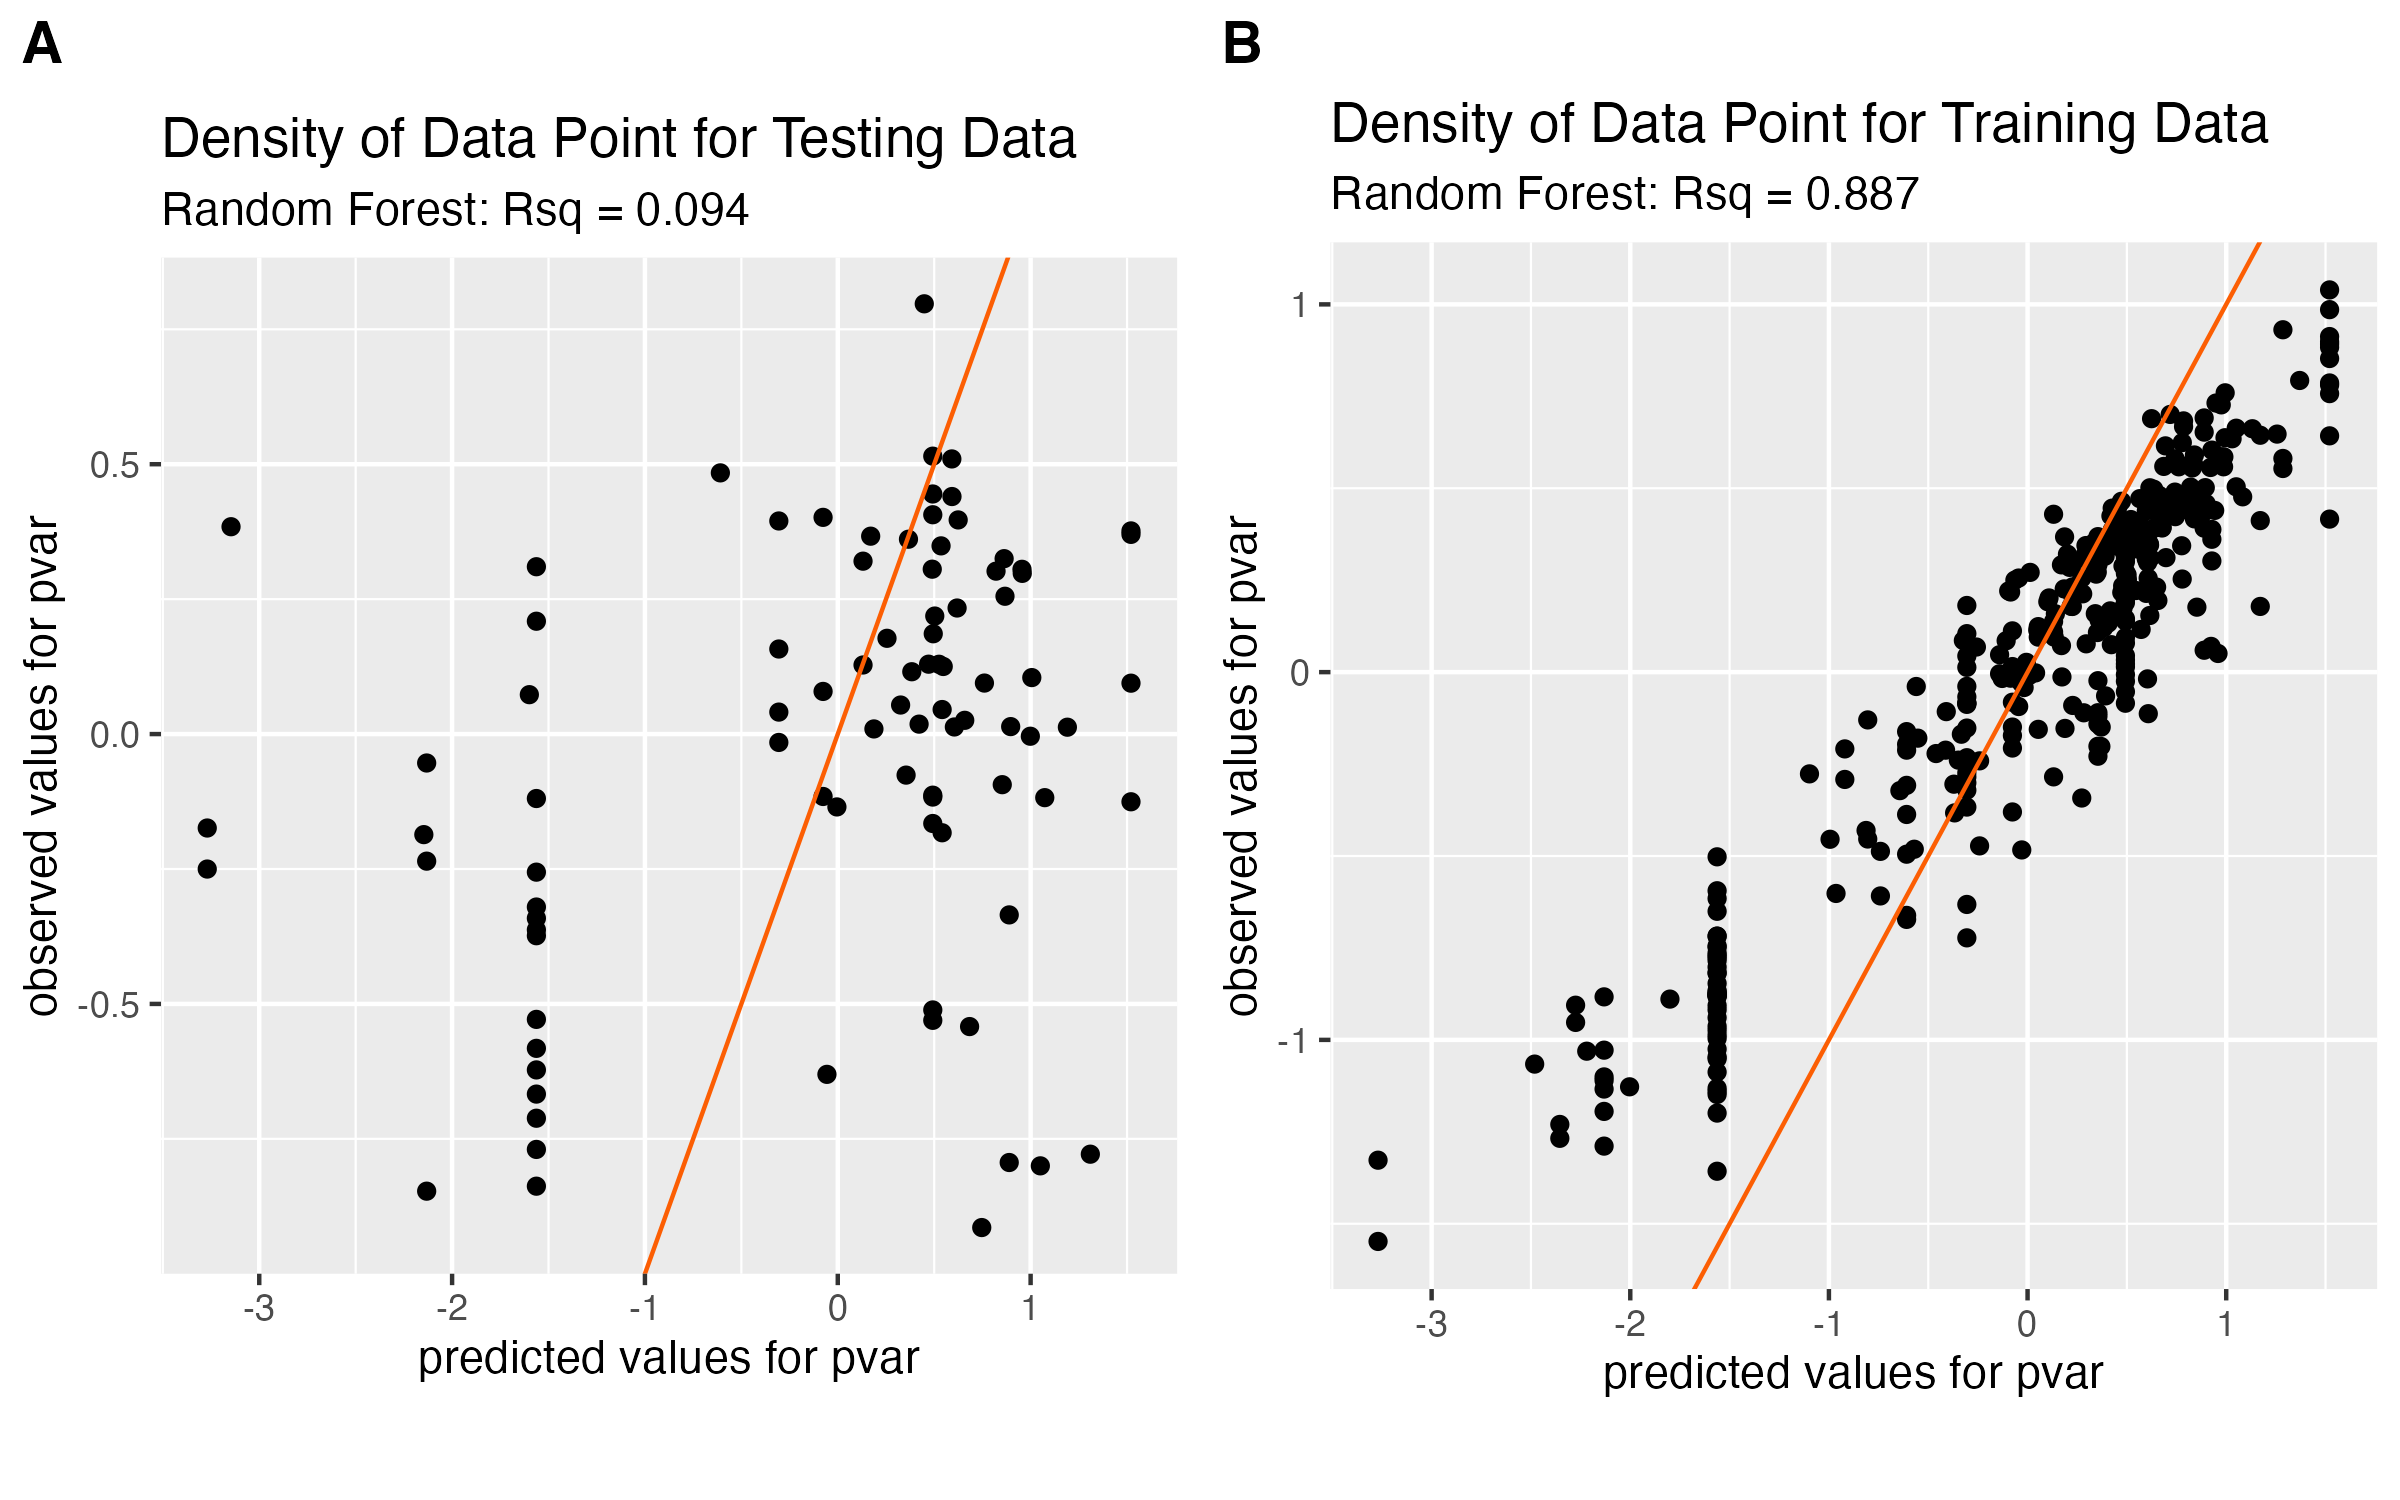 A
Density of Data Point for Testing Data
Random Forest: Rsq = 0.094
observed values for pvar
0.5
0.0
-0.5
-3
-2
-1
0
1
predicted values for pvar
B
Density of Data Point for Training Data
Random Forest: Rsq = 0.887
observed values for pvar
1
0
-1
-3
-2
-1
0
1
predicted values for pvar